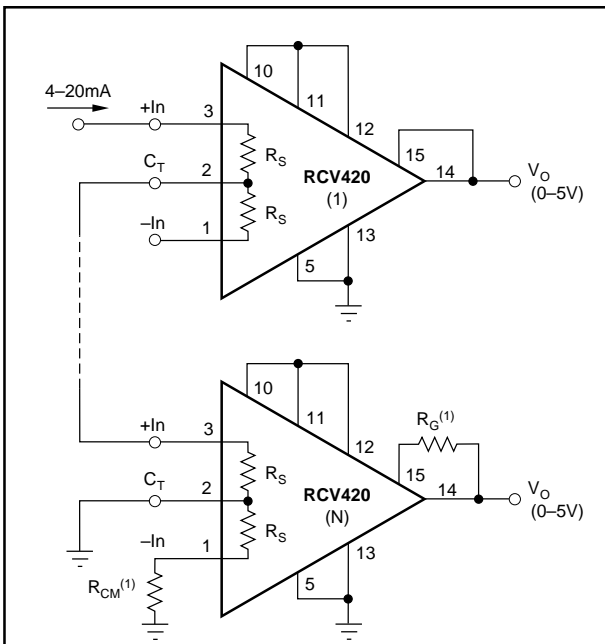 4–20mA
+In
3
C_T
2
–In
1
R_S
R_S
10
11
12
RCV420
(1)
15
14
V_O
(0–5V)
13
5
+In
3
C_T
2
–In
1
R_CM^(1)
R_S
R_S
10
11
12
RCV420
(N)
R_G^(1)
15
14
V_O
(0–5V)
13
5